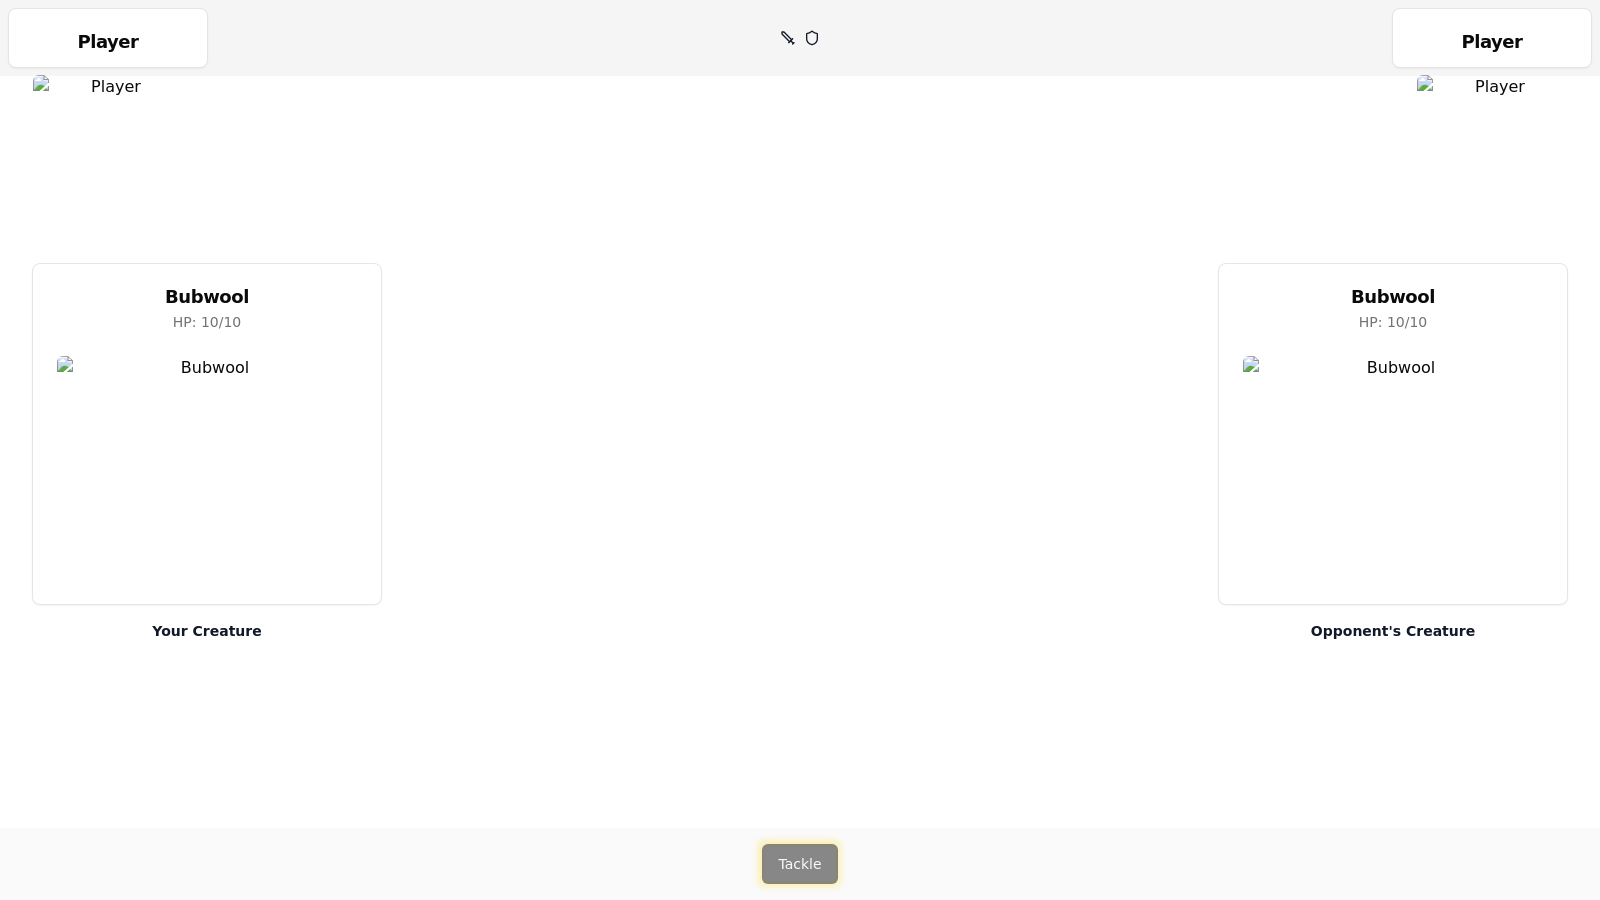 Player
Player
Player
Player
Bubwool
HP: 10/10
Bubwool
Your Creature
Bubwool
HP: 10/10
Bubwool
Opponent's Creature
Tackle